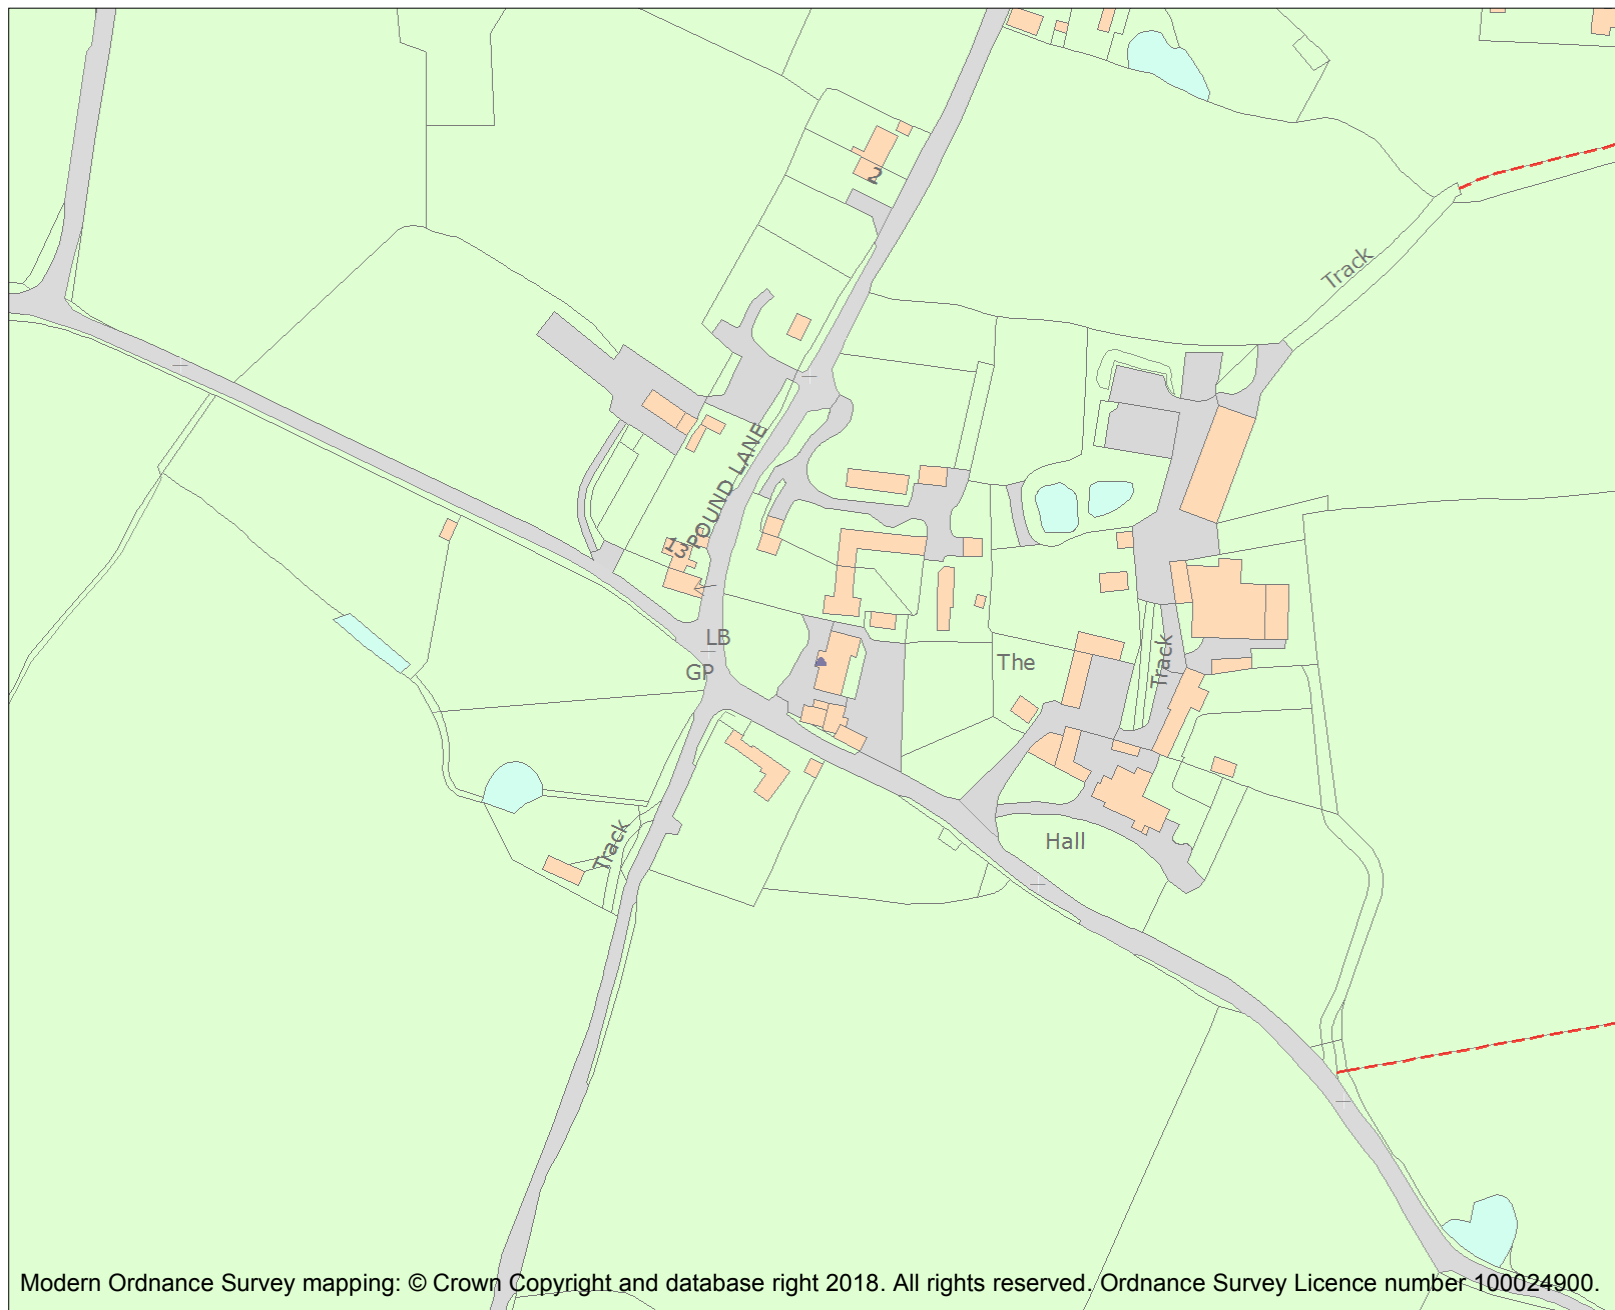 2
Track
POUND LANE
13
LB
GP
The
Track
Hall
Track
Modern Ordnance Survey mapping: © Crown Copyright and database right 2018. All rights reserved. Ordnance Survey Licence number 100024900.